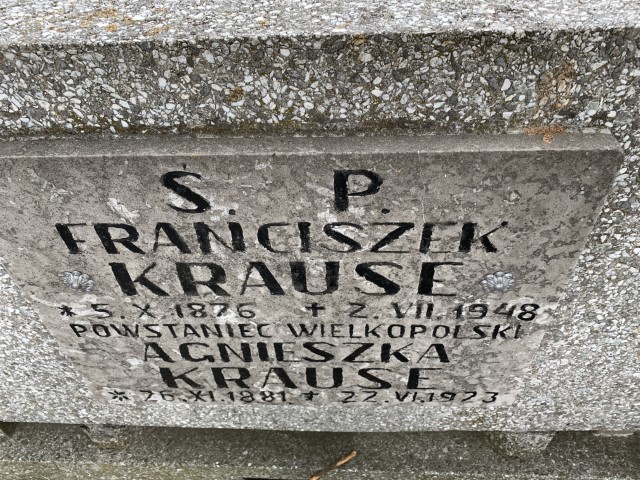 Ś. P.
FRANCISZEK
KRAUSE
* 5. X. 1876 + 2. VII. 1948
POWSTANIEC WIELKOPOLSKI
AGNIESZKA
KRAUSE
* 26. XI. 1881. + 22. VI. 1923